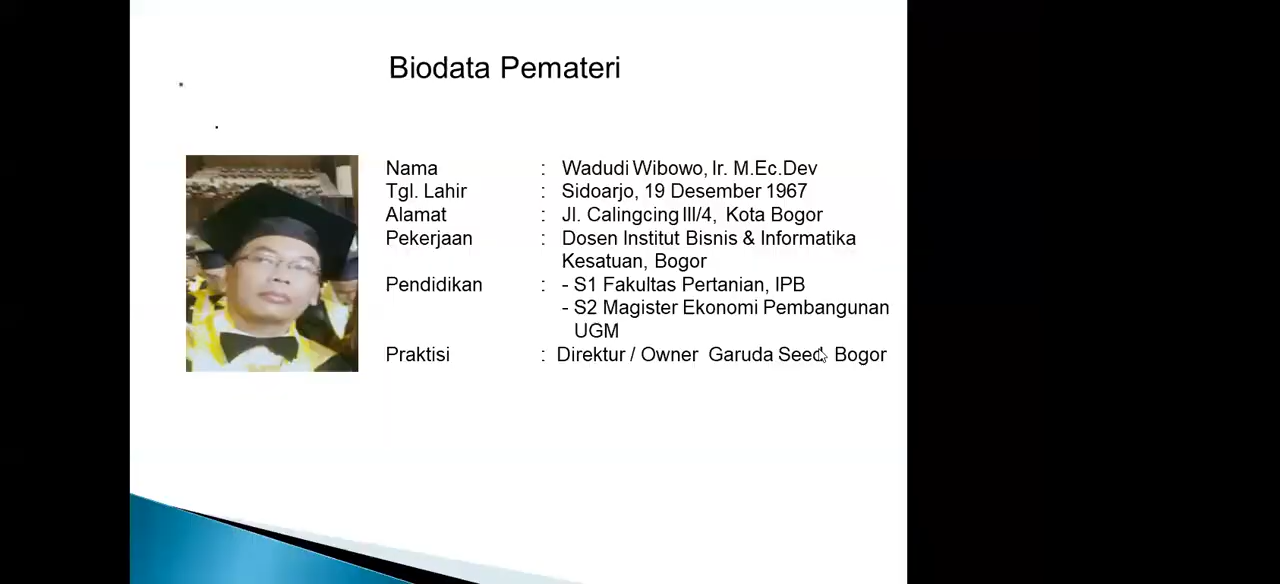 Biodata Pemateri
Nama : Wadudi Wibowo, Ir. M.Ec.Dev
Tgl. Lahir : Sidoarjo, 19 Desember 1967
Alamat : Jl. Calingcing III/4, Kota Bogor
Pekerjaan : Dosen Institut Bisnis & Informatika
Kesatuan, Bogor
Pendidikan : - S1 Fakultas Pertanian, IPB
- S2 Magister Ekonomi Pembangunan
UGM
Praktisi : Direktur / Owner Garuda Seed, Bogor